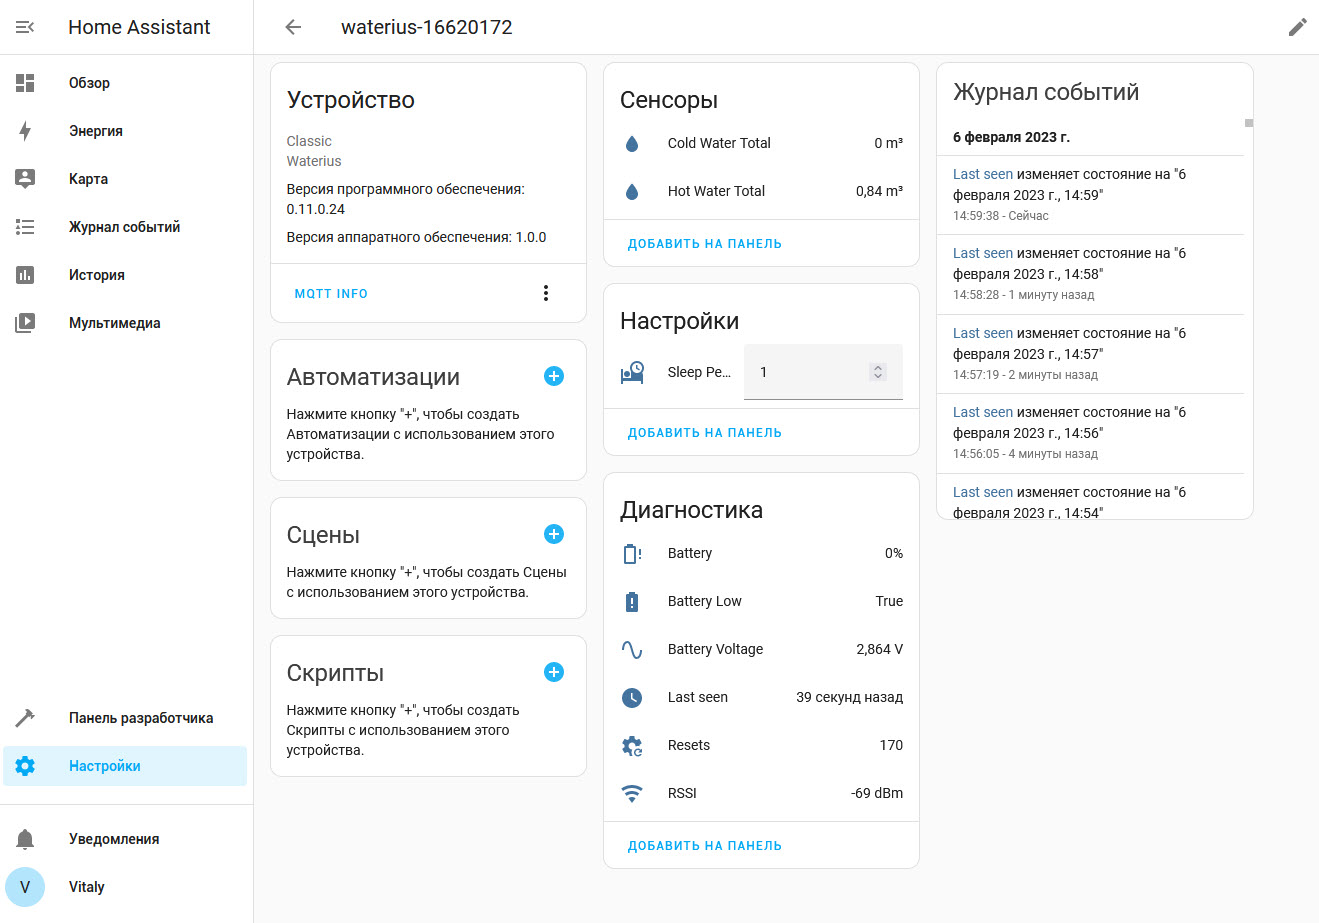 Home Assistant
Обзор
Энергия
Карта
Журнал событий
История
Мультимедиа
Панель разработчика
Настройки
Уведомления
V
Vitaly
waterius-16620172
Устройство
Classic
Waterius
Версия программного обеспечения:
0.11.0.24
Версия аппаратного обеспечения: 1.0.0
MQTT INFO
Автоматизации
Нажмите кнопку "+", чтобы создать
Автоматизации с использованием этого
устройства.
Сцены
Нажмите кнопку "+", чтобы создать Сцены
с использованием этого устройства.
Скрипты
Нажмите кнопку "+", чтобы создать
Скрипты с использованием этого
устройства.
Сенсоры
Cold Water Total 0 m³
Hot Water Total 0,84 m³
ДОБАВИТЬ НА ПАНЕЛЬ
Настройки
Sleep Pe... 1
ДОБАВИТЬ НА ПАНЕЛЬ
Диагностика
Battery 0%
Battery Low True
Battery Voltage 2,864 V
Last seen 39 секунд назад
Resets 170
RSSI -69 dBm
ДОБАВИТЬ НА ПАНЕЛЬ
Журнал событий
6 февраля 2023 г.
Last seen изменяет состояние на "6
февраля 2023 г., 14:59"
14:59:38 - Сейчас
Last seen изменяет состояние на "6
февраля 2023 г., 14:58"
14:58:28 - 1 минуту назад
Last seen изменяет состояние на "6
февраля 2023 г., 14:57"
14:57:19 - 2 минуты назад
Last seen изменяет состояние на "6
февраля 2023 г., 14:56"
14:56:05 - 4 минуты назад
Last seen изменяет состояние на "6
февраля 2023 г., 14:54"